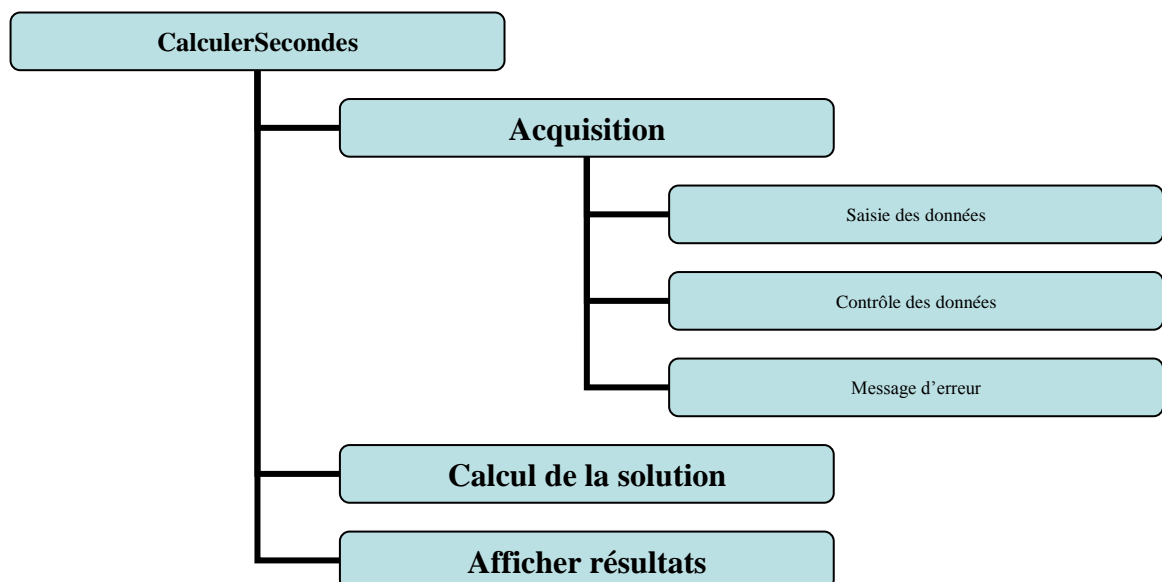 CalculerSecondes
Acquisition
Saisie des données
Contrôle des données
Message d’erreur
Calcul de la solution
Afficher résultats